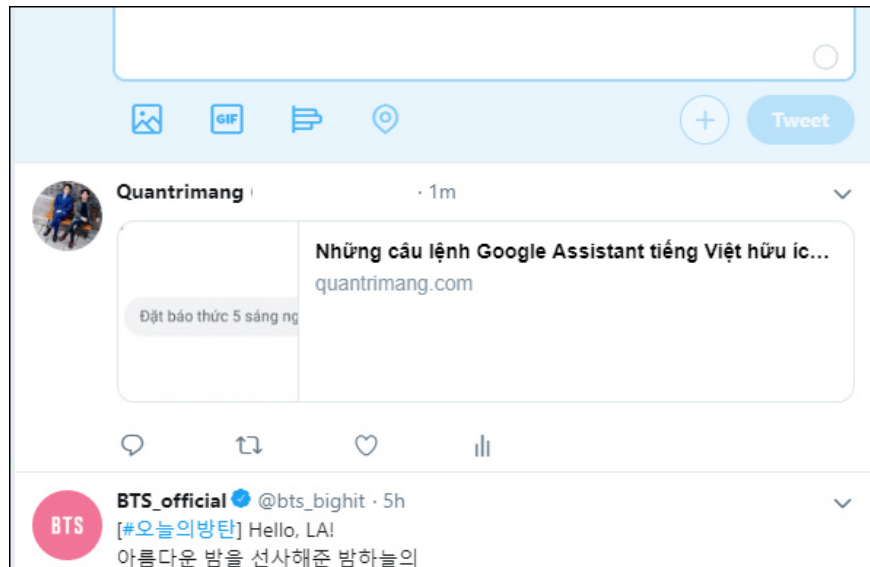 GIF
Tweet
Quantrimang · 1m
Những câu lệnh Google Assistant tiếng Việt hữu íc...
quantrimang.com
Đặt báo thức 5 sáng ng
BTS
BTS_official @bts_bighit · 5h
[#오늘의방탄] Hello, LA!
아름다운 밤을 선사해준 밤하늘의